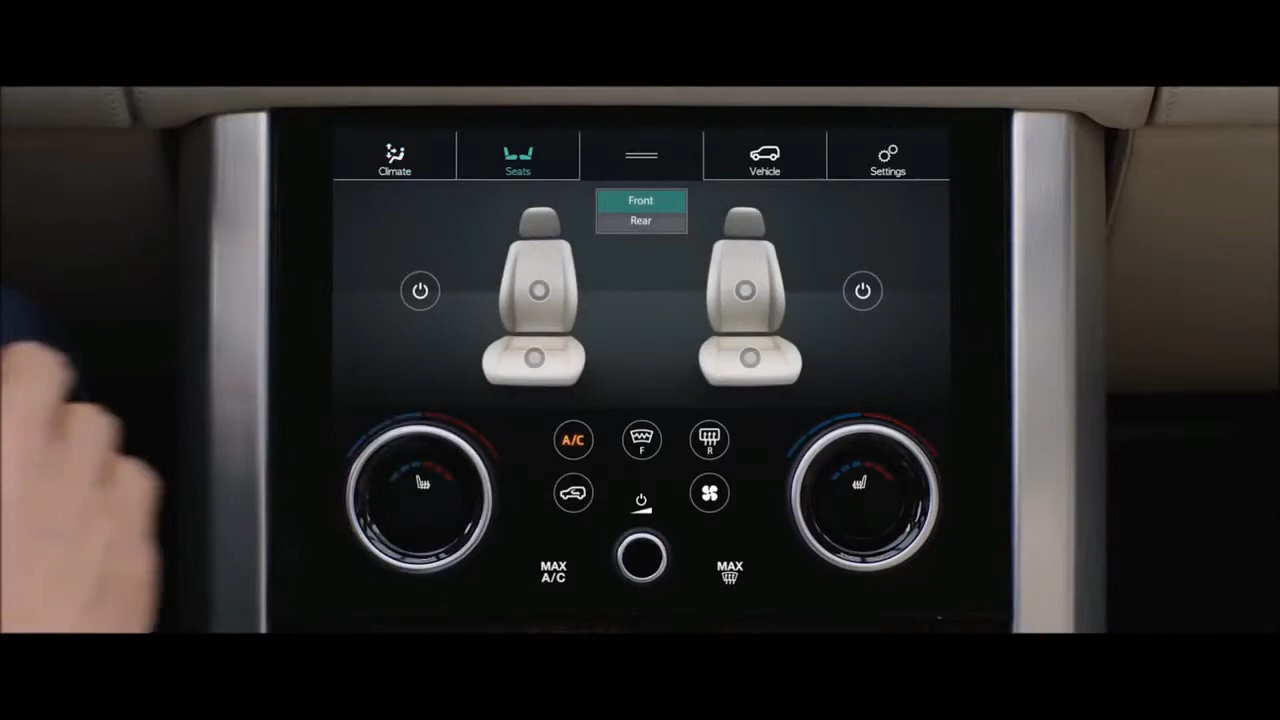 Climate
Seats
Vehicle
Settings
Front
Rear
A/C
F
R
MAX
A/C
MAX